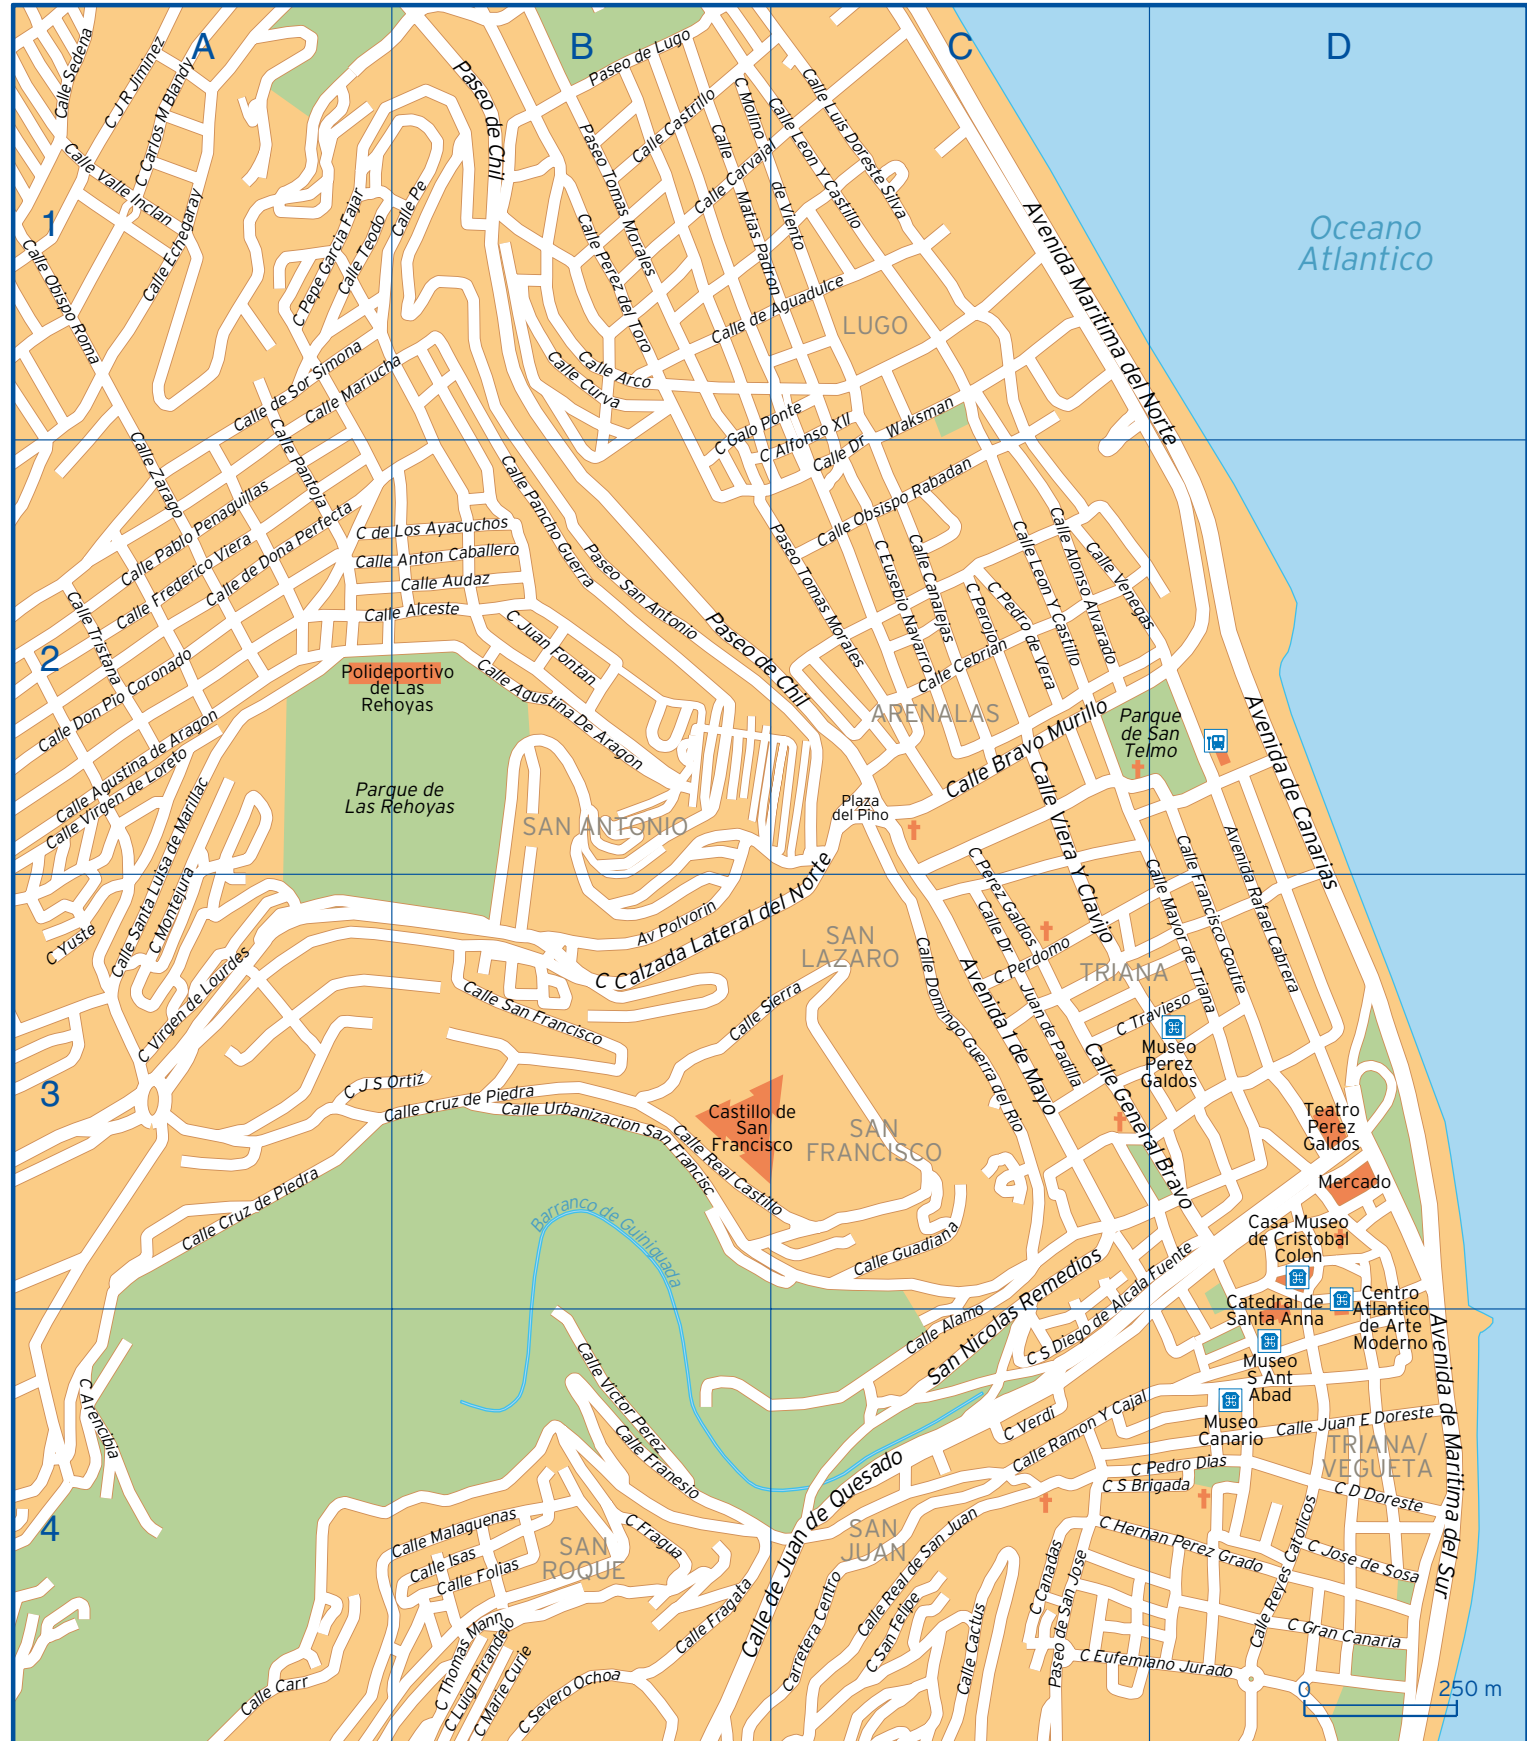 A
B
C
D
1
2
3
4
Calle Sedena
C J R Jiminez
C Carlos M Blandy
Calle Valle Inclan
Calle Echegaray
Calle Obispo Roma
C Pepe Garcia Fajar
Calle Teodo
Calle Pe
Paseo de Chil
Paseo de Lugo
Calle Castrillo
Calle Carvajal
Paseo Tomas Morales
Calle Perez del Toro
Calle Matias Padron
C Molino de Viento
Calle Leon Y Castillo
Calle Luis Doreste Silva
Avenida Maritima del Norte
Oceano
Atlantico
Calle de Aguadulce
LUGO
Calle Arco
Calle Curva
Calle de Sor Simona
Calle Mariucha
C Galo Ponte
C Alfonso XII
Calle Dr Waksman
Calle Zarago
Calle Pantoja
Calle Pablo Penaguillas
Calle Frederico Viera
Calle de Dona Perfecta
C de Los Ayacuchos
Calle Anton Caballero
Calle Audaz
Calle Alceste
Calle Pancho Guerra
Paseo San Antonio
Paseo de Chil
Calle Obsispo Rabadan
Paseo Tomas Morales
C Eusebio Navarro
Calle Canalejas
C Perojo
C Pedro de Vera
Calle Leon Y Castillo
Calle Alonso Alvarado
Calle Venegas
Calle Cebrian
Calle Tristana
Calle Don Pio Coronado
Calle Agustina de Aragon
Calle Virgen de Loreto
Polideportivo
de Las
Rehoyas
Parque de
Las Rehoyas
C Juan Fontan
Calle Agustina De Aragon
SAN ANTONIO
ARENALAS
Calle Bravo Murillo
Parque
de San
Telmo
Plaza
del Pino
Avenida de Canarias
Calle Santa Luisa de Marillac
C Montejura
C Yuste
C Virgen de Lourdes
Av Polvorin
C Calzada Lateral del Norte
SAN
LAZARO
Calle Viera Y Clavijo
C Perez Galdos
Calle Dr
Juan de Padilla
C Perdomo
TRIANA
Calle Mayor de Triana
Calle Francisco Goutie
Avenida Rafael Cabrera
C Travieso
Museo
Perez
Galdos
Calle San Francisco
Calle Sierra
Calle Domingo Guerra del Rio
Avenida 1 de Mayo
Calle General Bravo
C J S Ortiz
Calle Cruz de Piedra
Calle Urbanizacion San Francisc
Castillo de
San
Francisco
SAN
FRANCISCO
Calle Real Castillo
Teatro
Perez
Galdos
Mercado
Calle Cruz de Piedra
Barranco de Guiniguada
Calle Guadiana
Casa Museo
de Cristobal
Colon
Centro
Atlantico
de Arte
Moderno
Catedral de
Santa Anna
Museo
S Ant
Abad
Museo
Canario
Calle Alamo
San Nicolas Remedios
C S Diego de Alcala Fuente
C Arencibia
Calle Victor Perez
Calle Franesio
C Verdi
Calle Ramon Y Cajal
Calle Juan E Doreste
TRIANA/
VEGUETA
Avenida de Maritima del Sur
C Pedro Dias
C S Brigada
C D Doreste
Calle de Juan de Quesado
Calle Malaguenas
Calle Isas
Calle Folias
SAN
ROQUE
C Fragua
Calle Fragata
SAN
JUAN
Calle Real de San Juan
Carretera Centro
C San Felipe
Calle Cactus
C Canadas
Paseo de San Jose
C Hernan Perez Grado
C Jose de Sosa
Calle Reyes Catolicos
C Gran Canaria
C Eufemiano Jurado
Calle Carr
C Thomas Mann
C Luigi Pirandelo
C Marie Curie
C Severo Ochoa
0
250 m